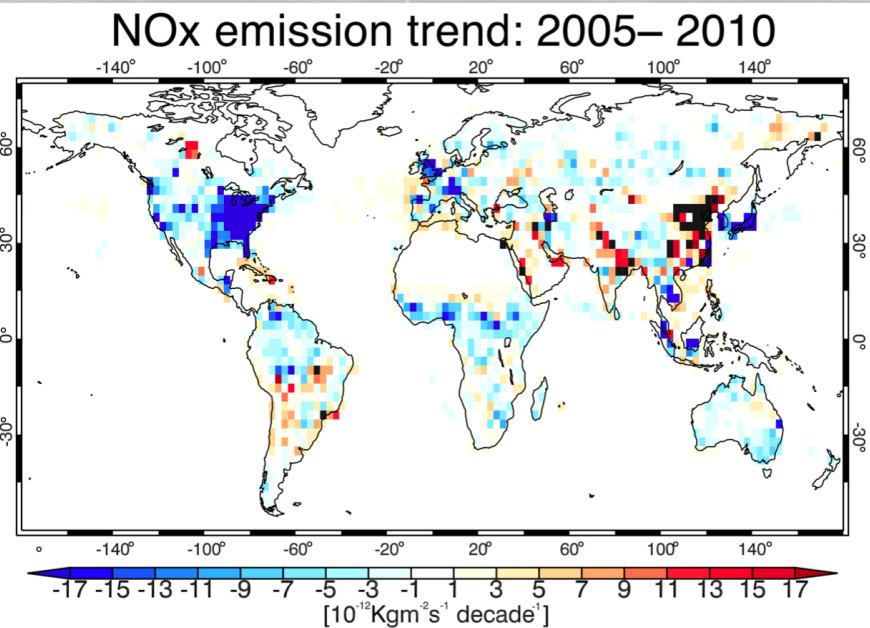 NOx emission trend: 2005– 2010
-140° -100° -60° -20° 20° 60° 100° 140°
60° 60°
30° 30°
0° 0°
-30° -30°
° -140° -100° -60° -20° 20° 60° 100° 140°
-17 -15 -13 -11 -9 -7 -5 -3 -1 1 3 5 7 9 11 13 15 17
[10⁻¹²Kgm⁻²s⁻¹ decade⁻¹]